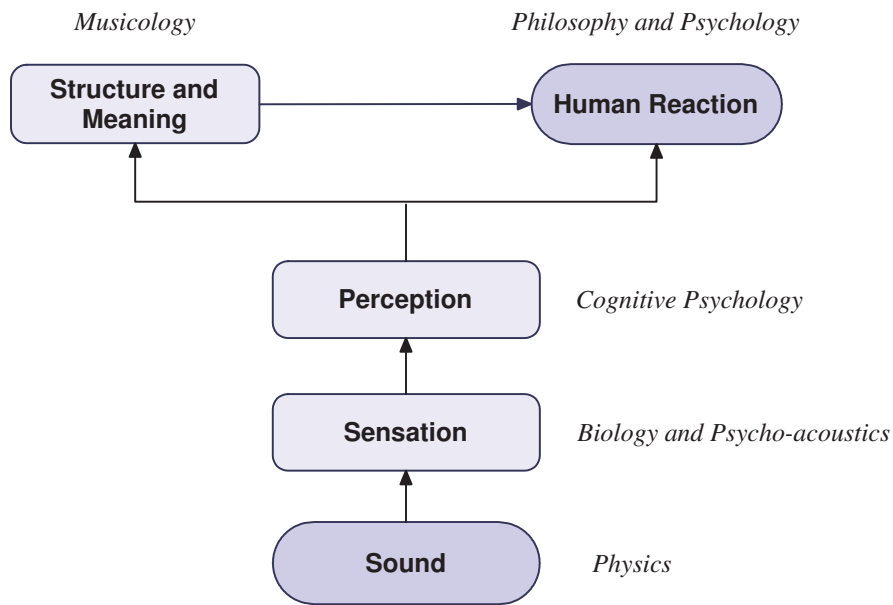 Musicology
Philosophy and Psychology
Structure and
Meaning
Human Reaction
Perception
Cognitive Psychology
Sensation
Biology and Psycho-acoustics
Sound
Physics